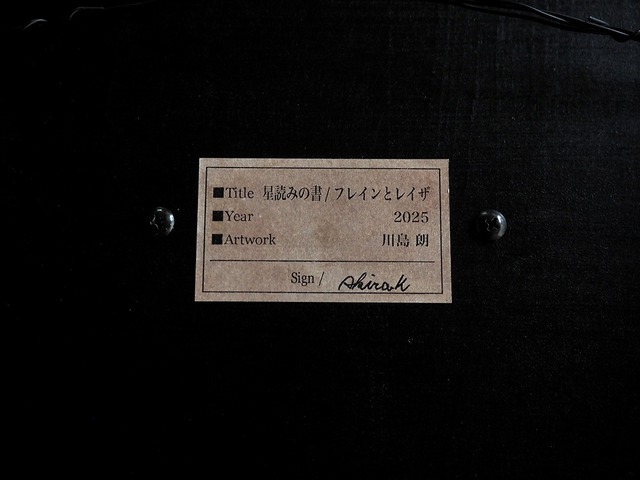 ■Title 星読みの書/フレインとレイザ
■Year 2025
■Artwork 川島 朗
Sign / Akira.K